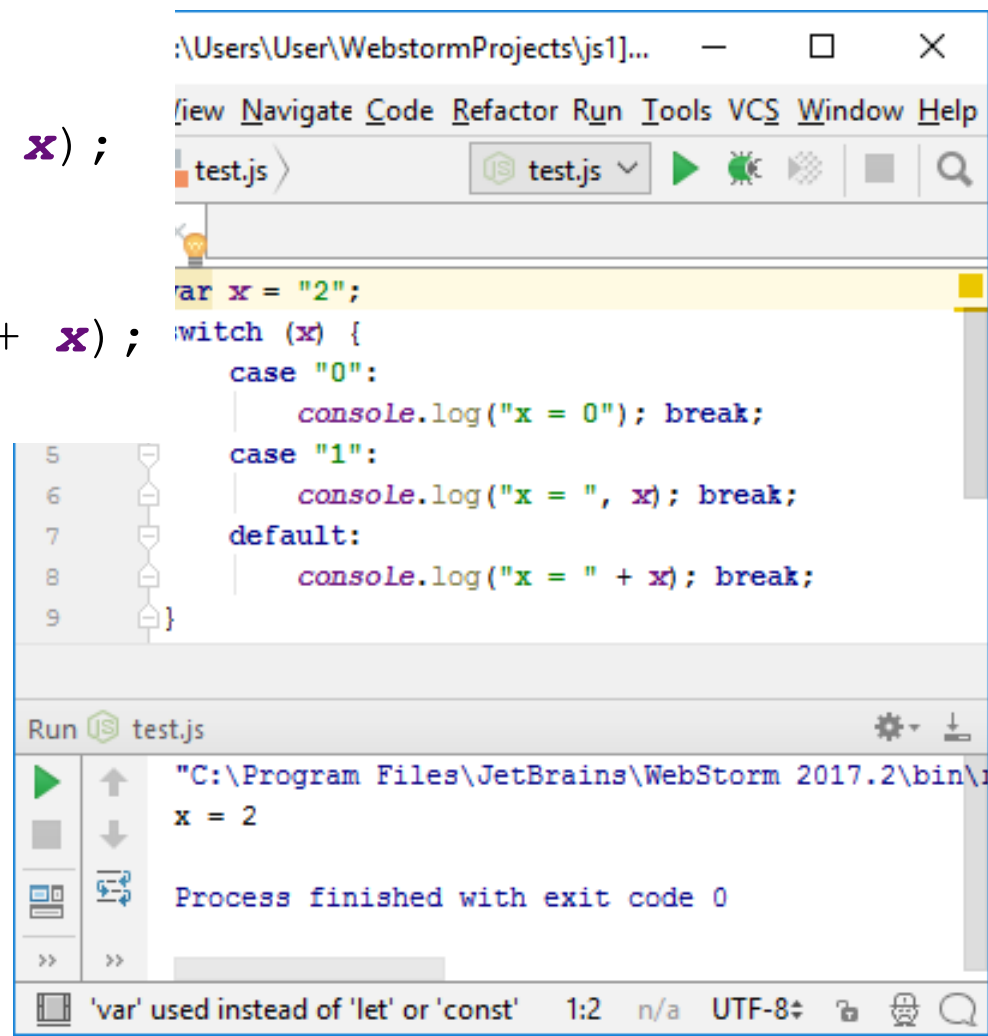 x);
+ x);
:\Users\User\WebstormProjects\js1]...
View Navigate Code Refactor Run Tools VCS Window Help
test.js test.js
var x = "2";
switch (x) {
case "0":
console.log("x = 0"); break;
5 case "1":
6 console.log("x = ", x); break;
7 default:
8 console.log("x = " + x); break;
9 }
Run test.js
"C:\Program Files\JetBrains\WebStorm 2017.2\bin\
x = 2
Process finished with exit code 0
>> >>
'var' used instead of 'let' or 'const' 1:2 n/a UTF-8